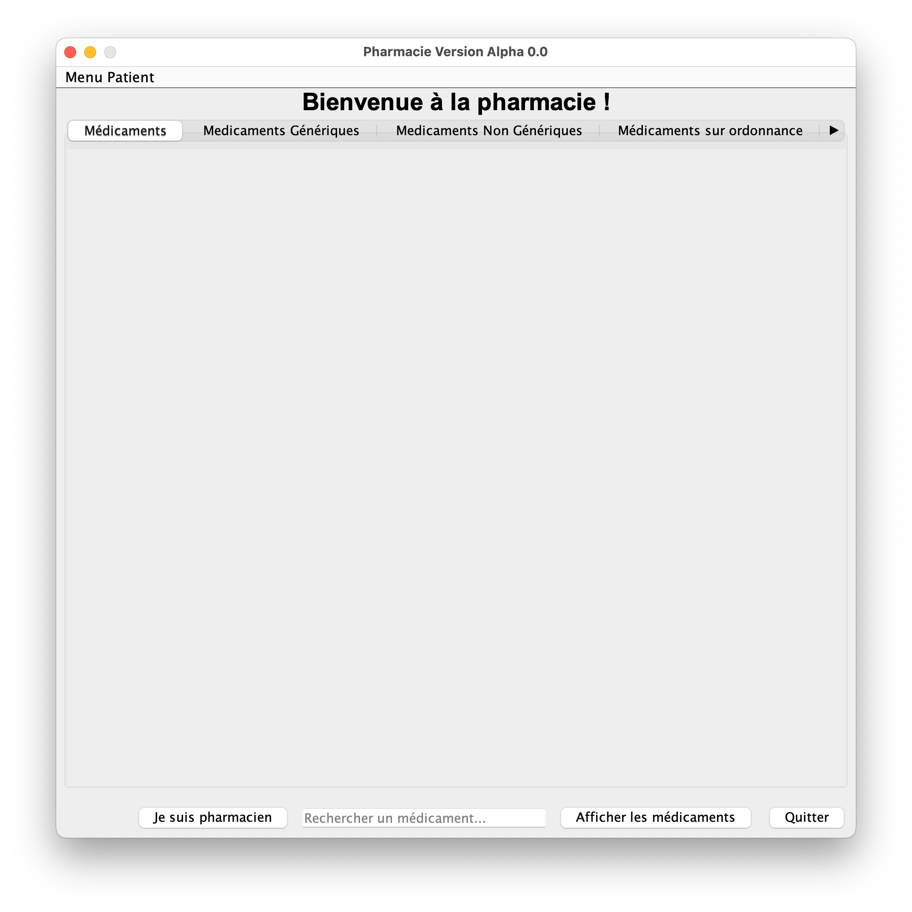 Pharmacie Version Alpha 0.0
Menu Patient
Bienvenue à la pharmacie !
Médicaments Medicaments Génériques Medicaments Non Génériques Médicaments sur ordonnance
Je suis pharmacien Rechercher un médicament... Afficher les médicaments Quitter